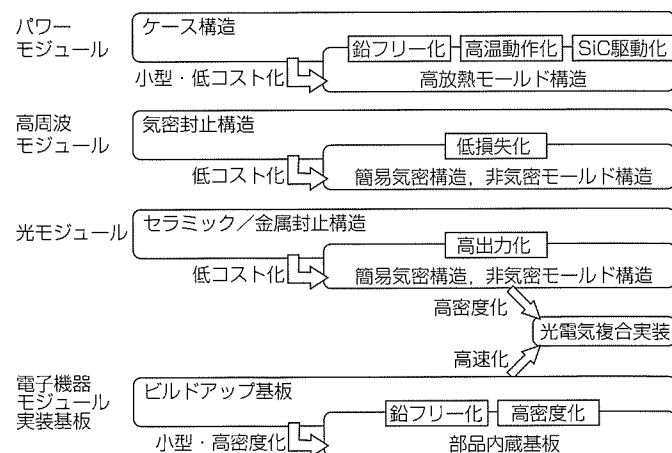 パワー
モジュール
ケース構造
鉛フリー化
高温動作化
SiC駆動化
小型・低コスト化
高放熱モールド構造
高周波
モジュール
気密封止構造
低損失化
低コスト化
簡易気密構造，非気密モールド構造
光モジュール
セラミック／金属封止構造
高出力化
低コスト化
簡易気密構造，非気密モールド構造
高密度化
光電気複合実装
高速化
電子機器
モジュール
実装基板
ビルドアップ基板
鉛フリー化
高密度化
小型・高密度化
部品内蔵基板